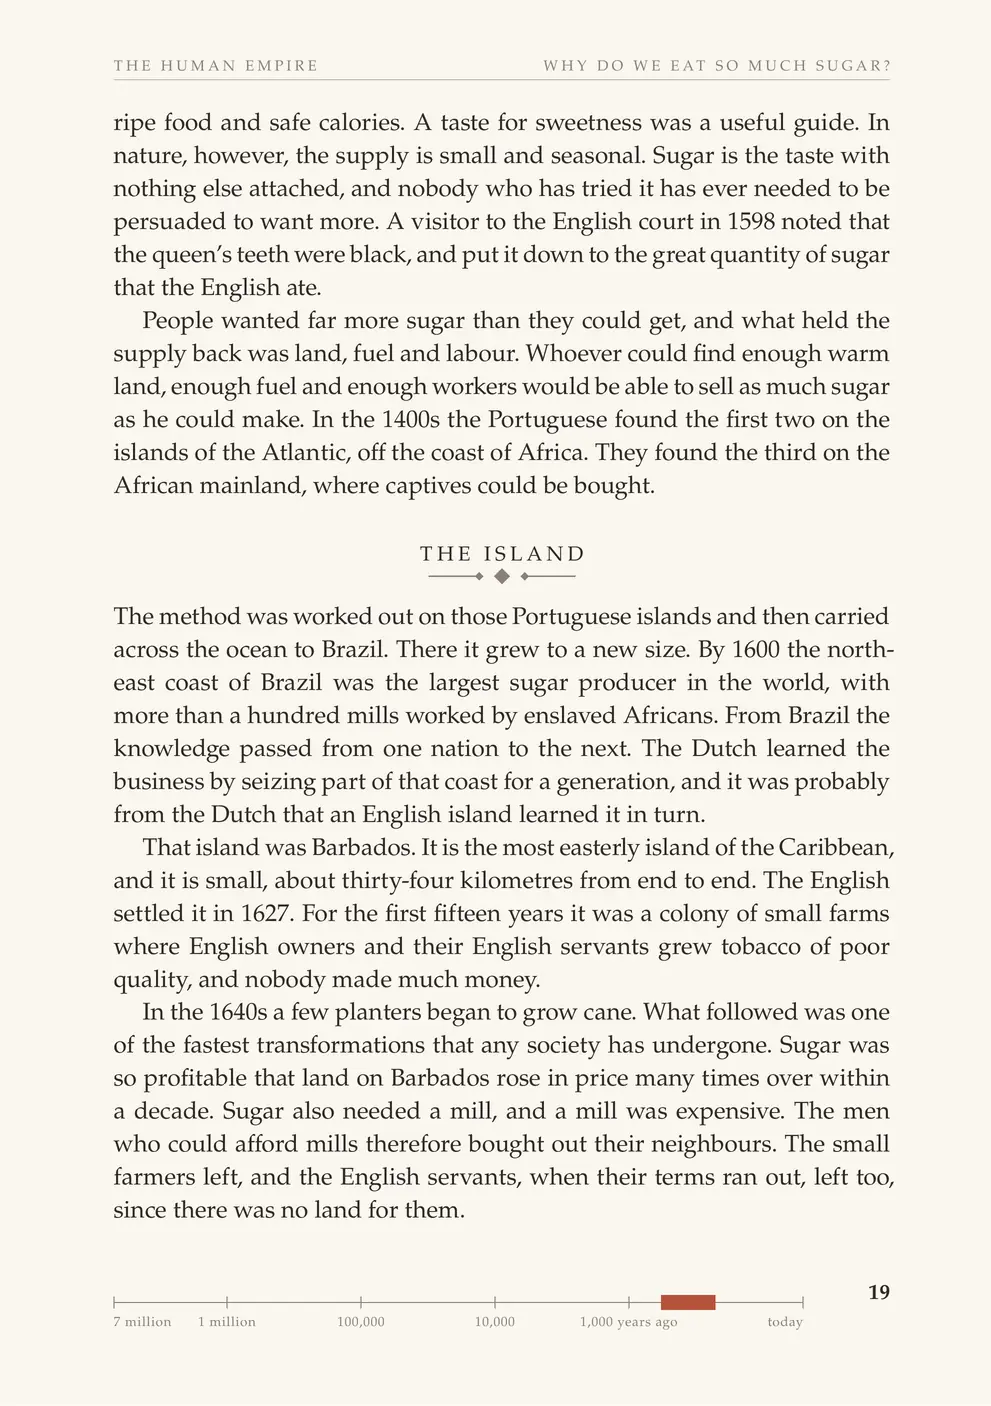 THE HUMAN EMPIRE
WHY DO WE EAT SO MUCH SUGAR?
ripe food and safe calories. A taste for sweetness was a useful guide. In
nature, however, the supply is small and seasonal. Sugar is the taste with
nothing else attached, and nobody who has tried it has ever needed to be
persuaded to want more. A visitor to the English court in 1598 noted that
the queen’s teeth were black, and put it down to the great quantity of sugar
that the English ate.
People wanted far more sugar than they could get, and what held the
supply back was land, fuel and labour. Whoever could find enough warm
land, enough fuel and enough workers would be able to sell as much sugar
as he could make. In the 1400s the Portuguese found the first two on the
islands of the Atlantic, off the coast of Africa. They found the third on the
African mainland, where captives could be bought.
THE ISLAND
The method was worked out on those Portuguese islands and then carried
across the ocean to Brazil. There it grew to a new size. By 1600 the north-
east coast of Brazil was the largest sugar producer in the world, with
more than a hundred mills worked by enslaved Africans. From Brazil the
knowledge passed from one nation to the next. The Dutch learned the
business by seizing part of that coast for a generation, and it was probably
from the Dutch that an English island learned it in turn.
That island was Barbados. It is the most easterly island of the Caribbean,
and it is small, about thirty-four kilometres from end to end. The English
settled it in 1627. For the first fifteen years it was a colony of small farms
where English owners and their English servants grew tobacco of poor
quality, and nobody made much money.
In the 1640s a few planters began to grow cane. What followed was one
of the fastest transformations that any society has undergone. Sugar was
so profitable that land on Barbados rose in price many times over within
a decade. Sugar also needed a mill, and a mill was expensive. The men
who could afford mills therefore bought out their neighbours. The small
farmers left, and the English servants, when their terms ran out, left too,
since there was no land for them.
19
7 million
1 million
100,000
10,000
1,000 years ago
today